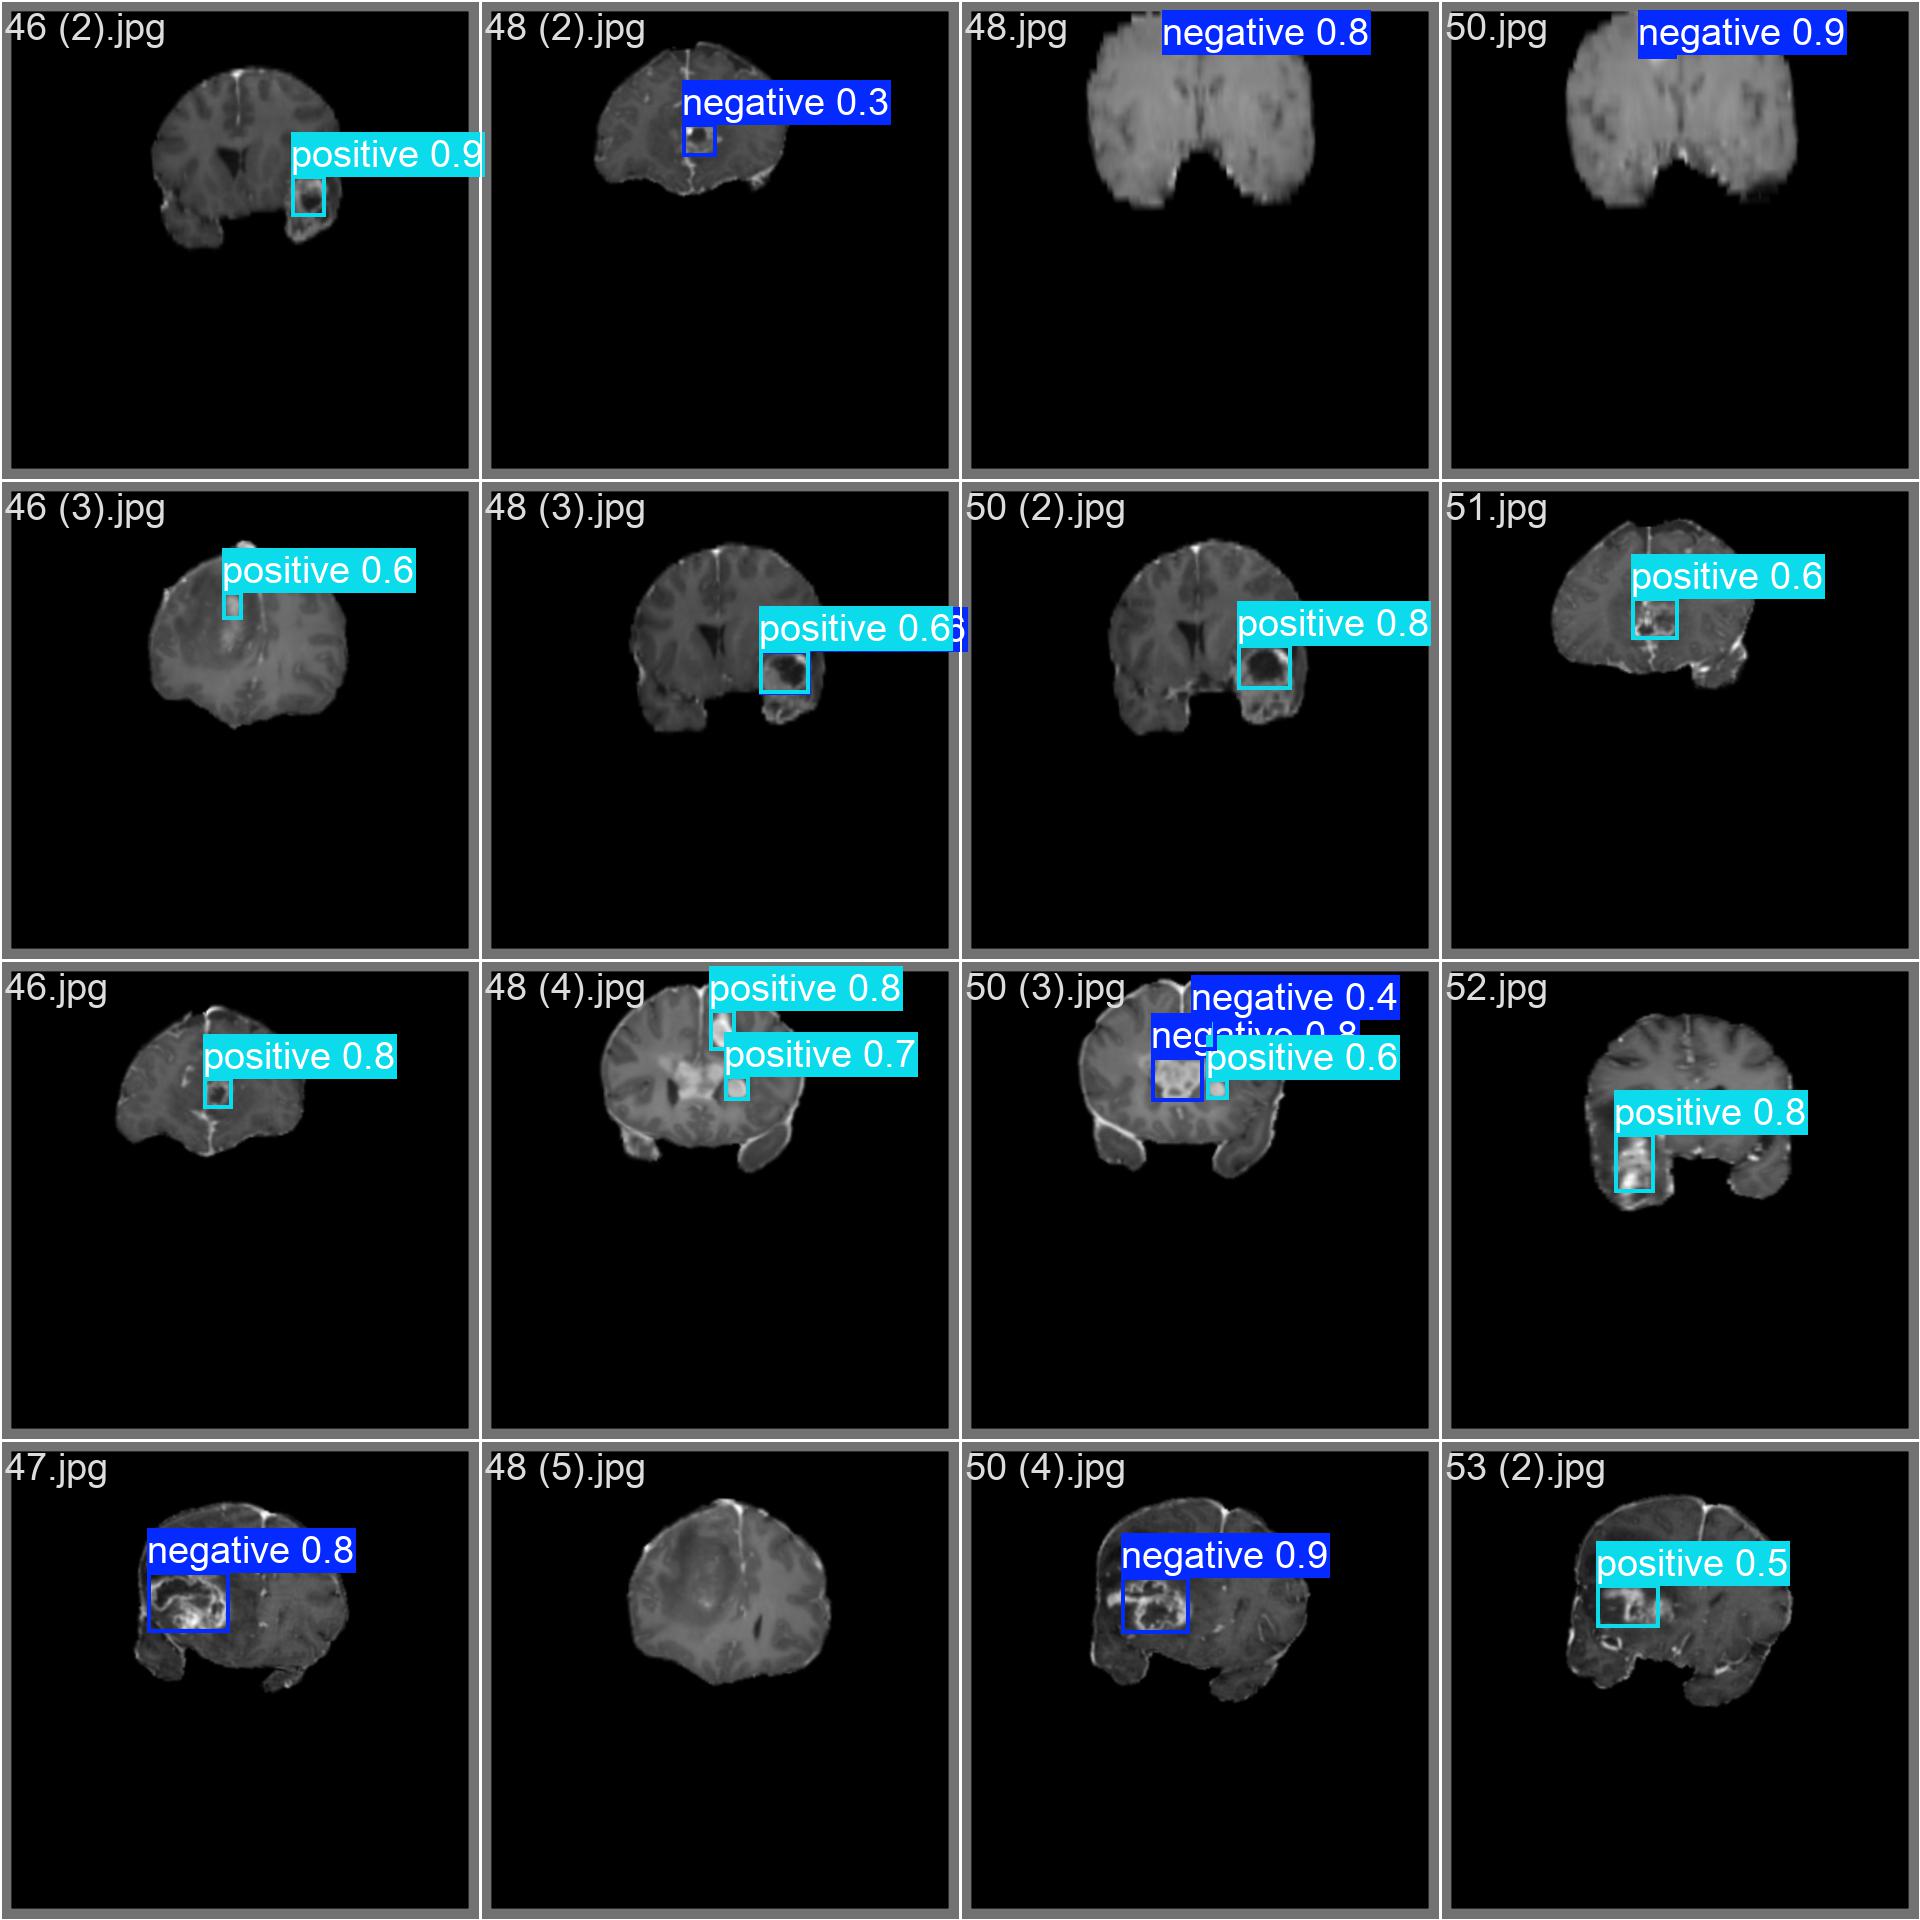 46 (2).jpg
positive 0.9
48 (2).jpg
negative 0.3
48.jpg
negative 0.8
50.jpg
negative 0.9
46 (3).jpg
positive 0.6
48 (3).jpg
positive 0.6
6
50 (2).jpg
positive 0.8
51.jpg
positive 0.6
46.jpg
positive 0.8
48 (4).jpg
positive 0.8
positive 0.7
50 (3).jpg
negative 0.4
negative 0.8
positive 0.6
52.jpg
positive 0.8
47.jpg
negative 0.8
48 (5).jpg
50 (4).jpg
negative 0.9
53 (2).jpg
positive 0.5